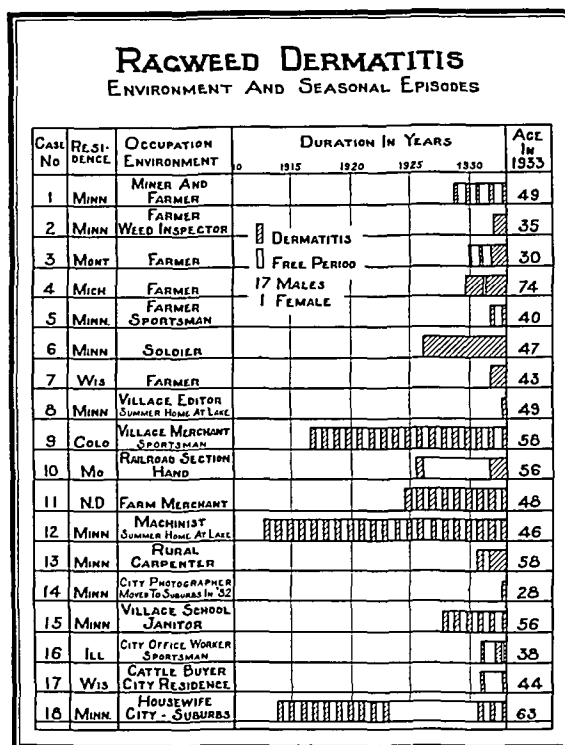 RAGWEED DERMATITIS
ENVIRONMENT AND SEASONAL EPISODES
CASE No RESI-DENCE OCCUPATION ENVIRONMENT DURATION IN YEARS AGE IN 1933
10 1915 1920 1925 1930
1 MINN MINER AND FARMER 49
2 MINN FARMER WEED INSPECTOR 35
DERMATITIS
FREE PERIOD
17 MALES
1 FEMALE
3 MONT FARMER 30
4 MICH FARMER 74
5 MINN. FARMER SPORTSMAN 40
6 MINN SOLDIER 47
7 WIS FARMER 43
8 MINN VILLAGE EDITOR SUMMER HOME AT LAKE 49
9 COLO VILLAGE MERCHANT SPORTSMAN 58
10 MO RAILROAD SECTION HAND 56
11 N.D FARM MERCHANT 48
12 MINN MACHINIST SUMMER HOME AT LAKE 46
13 MINN RURAL CARPENTER 58
14 MINN CITY PHOTOGRAPHER MOVED TO SUBURBS IN '32 28
15 MINN VILLAGE SCHOOL JANITOR 56
16 ILL CITY OFFICE WORKER SPORTSMAN 38
17 WIS CATTLE BUYER CITY RESIDENCE 44
18 MINN. HOUSEWIFE CITY - SUBURBS 63